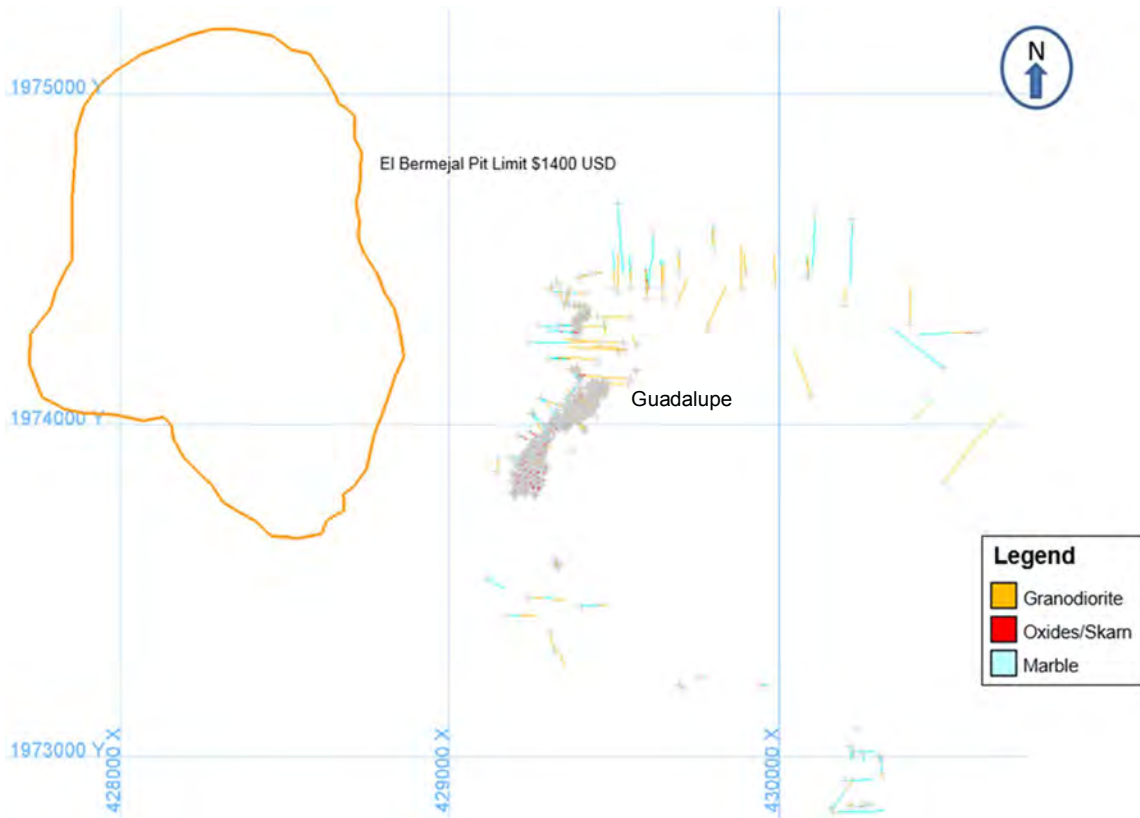 N
1975000 Y
El Bermejal Pit Limit $1400 USD
Guadalupe
1974000 Y
Legend
Granodiorite
Oxides/Skarn
Marble
1973000 Y
428000 X
429000 X
430000 X